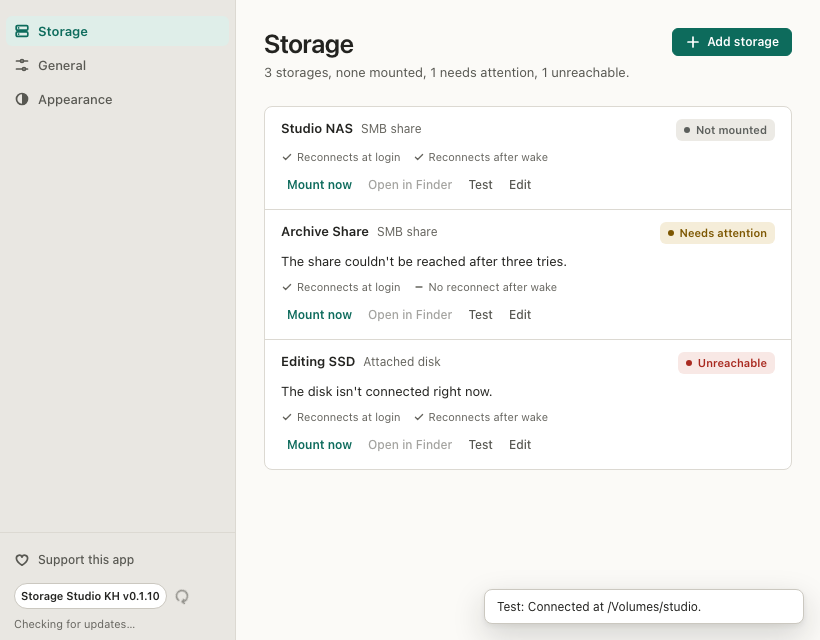 Storage
General
Appearance
Support this app
Storage Studio KH v0.1.10
Checking for updates...
Storage
Add storage
3 storages, none mounted, 1 needs attention, 1 unreachable.
Studio NAS SMB share
Not mounted
Reconnects at login Reconnects after wake
Mount now Open in Finder Test Edit
Archive Share SMB share
Needs attention
The share couldn't be reached after three tries.
Reconnects at login No reconnect after wake
Mount now Open in Finder Test Edit
Editing SSD Attached disk
Unreachable
The disk isn't connected right now.
Reconnects at login Reconnects after wake
Mount now Open in Finder Test Edit
Test: Connected at /Volumes/studio.